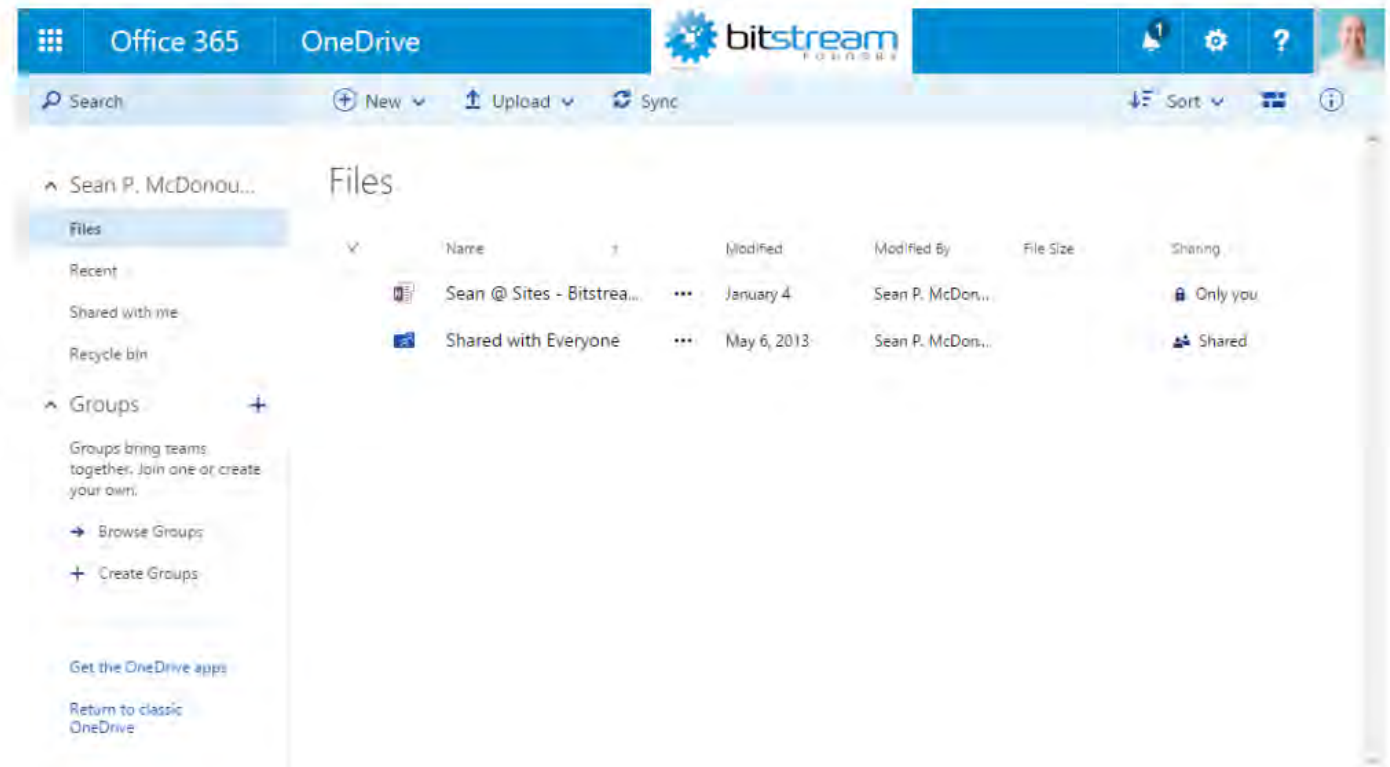 Office 365
OneDrive
bitstream
FOUNDRY
1
?
Search
New
Upload
Sync
Sort
Sean P. McDonou...
Files
Recent
Shared with me
Recycle bin
Groups
+
Groups bring teams
together. Join one or create
your own.
Browse Groups
+ Create Groups
Get the OneDrive apps
Return to classic
OneDrive
Files
Name Modified Modified By File Size Sharing
Sean @ Sites - Bitstrea... ... January 4 Sean P. McDon... Only you
Shared with Everyone ... May 6, 2013 Sean P. McDon... Shared